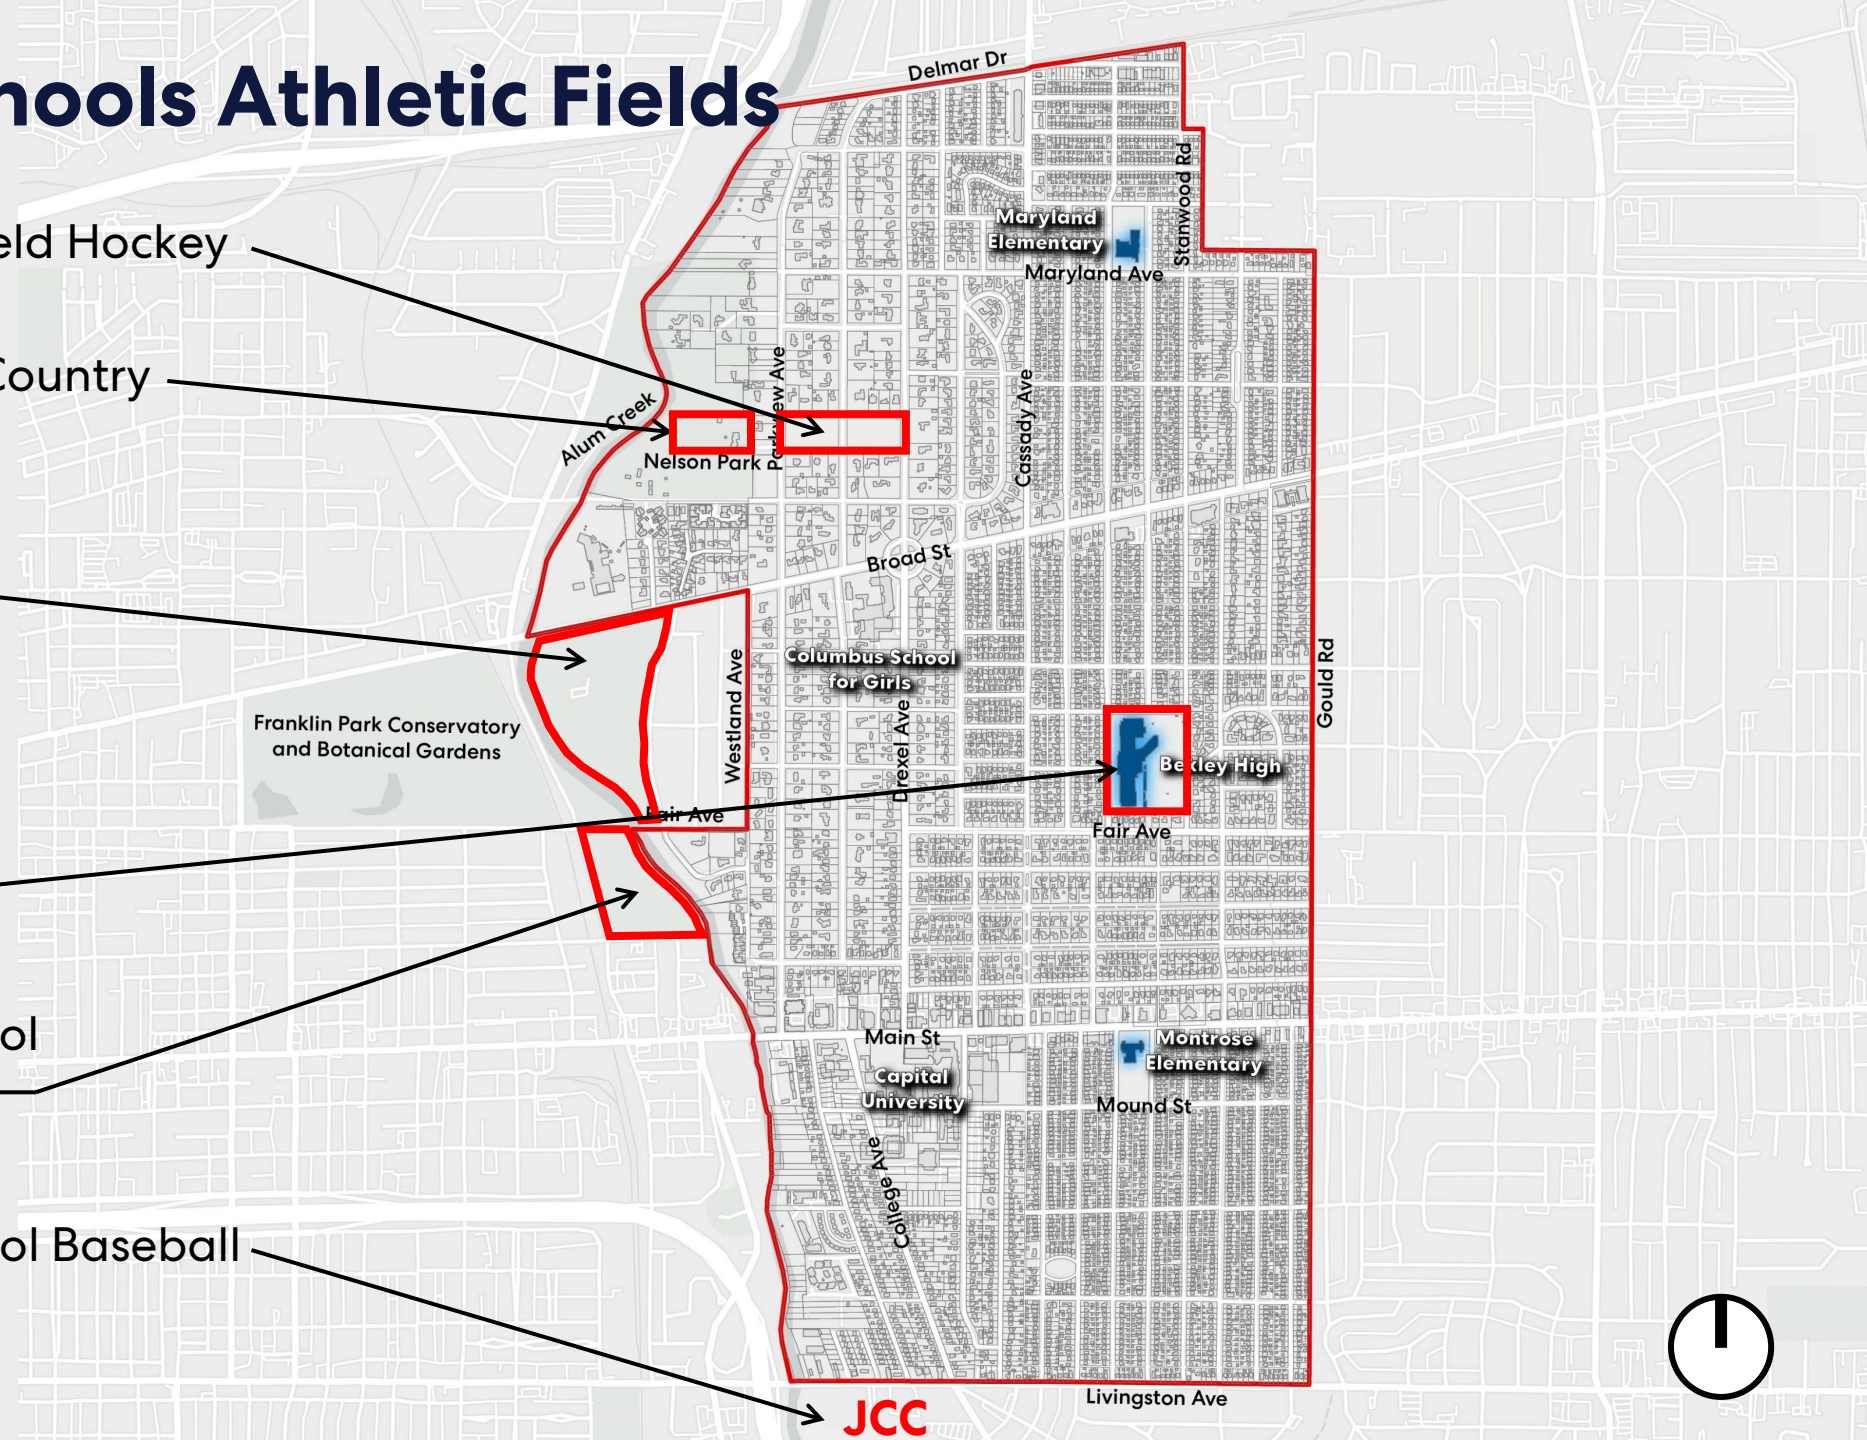 hools Athletic Fields
Delmar Dr
Stanwood Rd
Maryland
Elementary
Maryland Ave
eld Hockey
Country
Parkview Ave
Cassady Ave
Alum Creek
Nelson Park
Broad St
Columbus School
for Girls
Westland Ave
Drexel Ave
Gould Rd
Franklin Park Conservatory
and Botanical Gardens
Bexley High
Fair Ave
Fair Ave
ol
Main St
Montrose
Elementary
Capital
University
Mound St
College Ave
ol Baseball
JCC
Livingston Ave